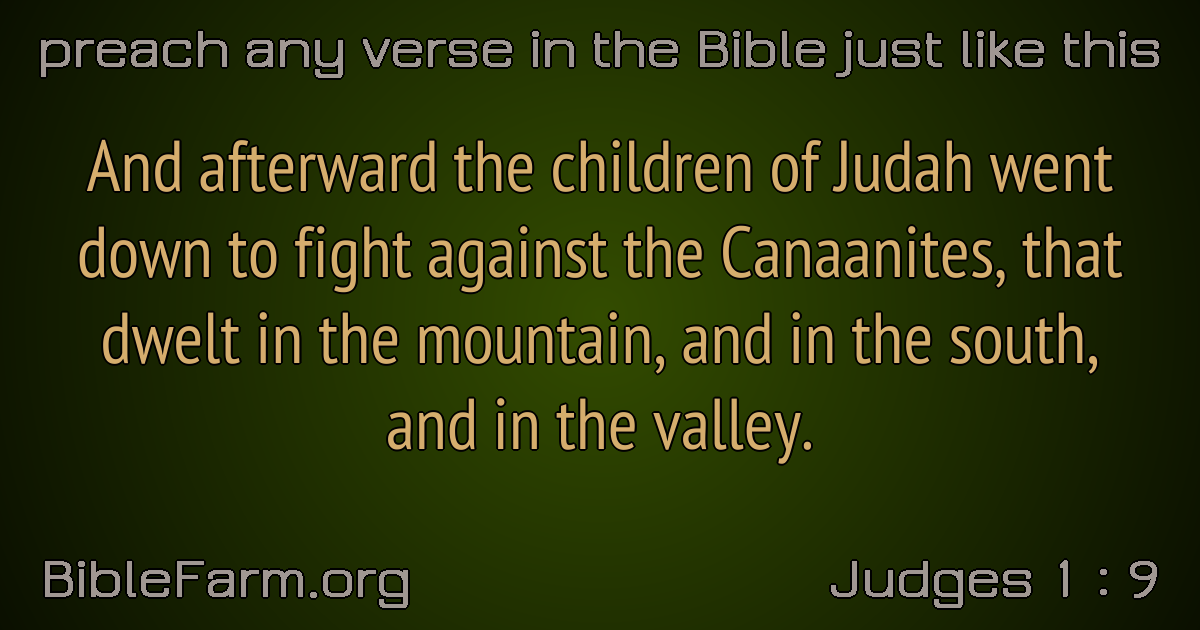 preach any verse in the Bible just like this
And afterward the children of Judah went
down to fight against the Canaanites, that
dwelt in the mountain, and in the south,
and in the valley.
BibleFarm.org
Judges 1 : 9